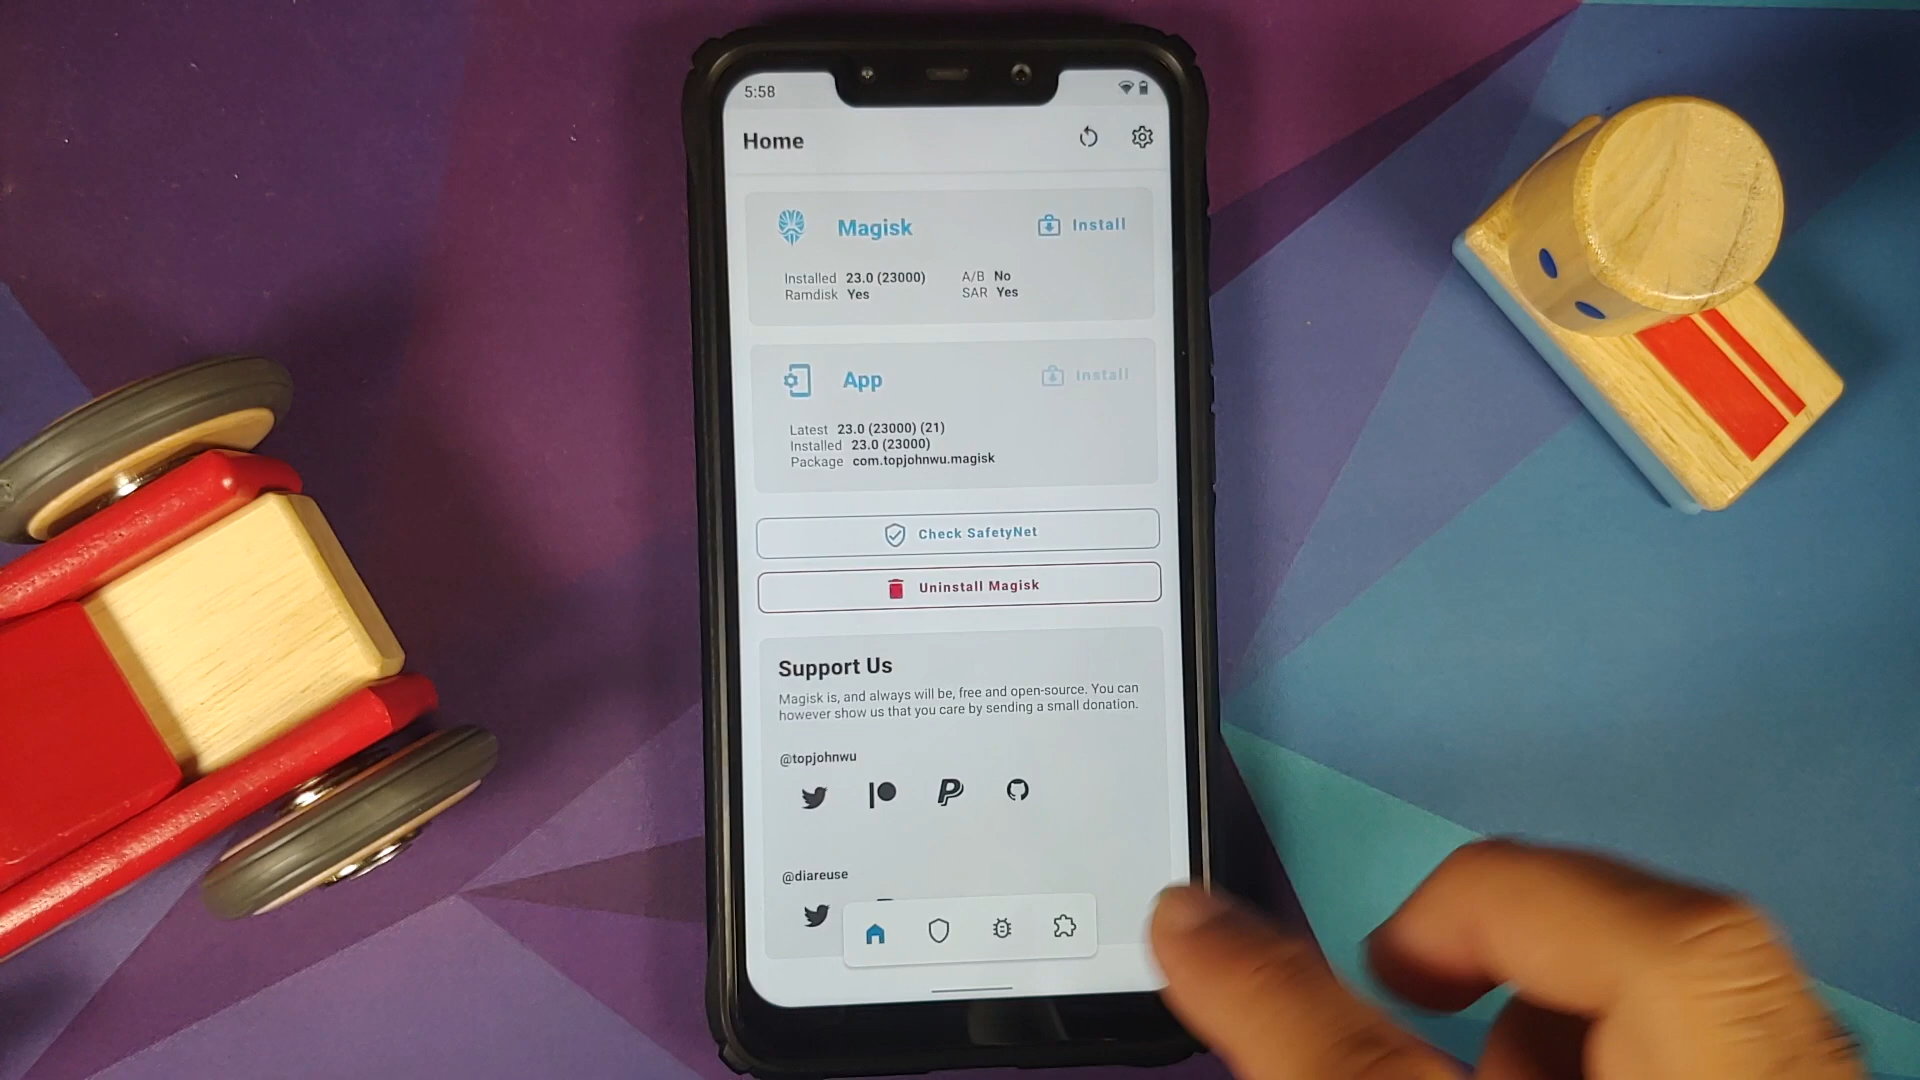 5:58
Home
Magisk
Install
Installed 23.0 (23000) A/B No
Ramdisk Yes SAR Yes
App
Install
Latest 23.0 (23000) (21)
Installed 23.0 (23000)
Package com.topjohnwu.magisk
Check SafetyNet
Uninstall Magisk
Support Us
Magisk is, and always will be, free and open-source. You can
however show us that you care by sending a small donation.
@topjohnwu
@diareuse